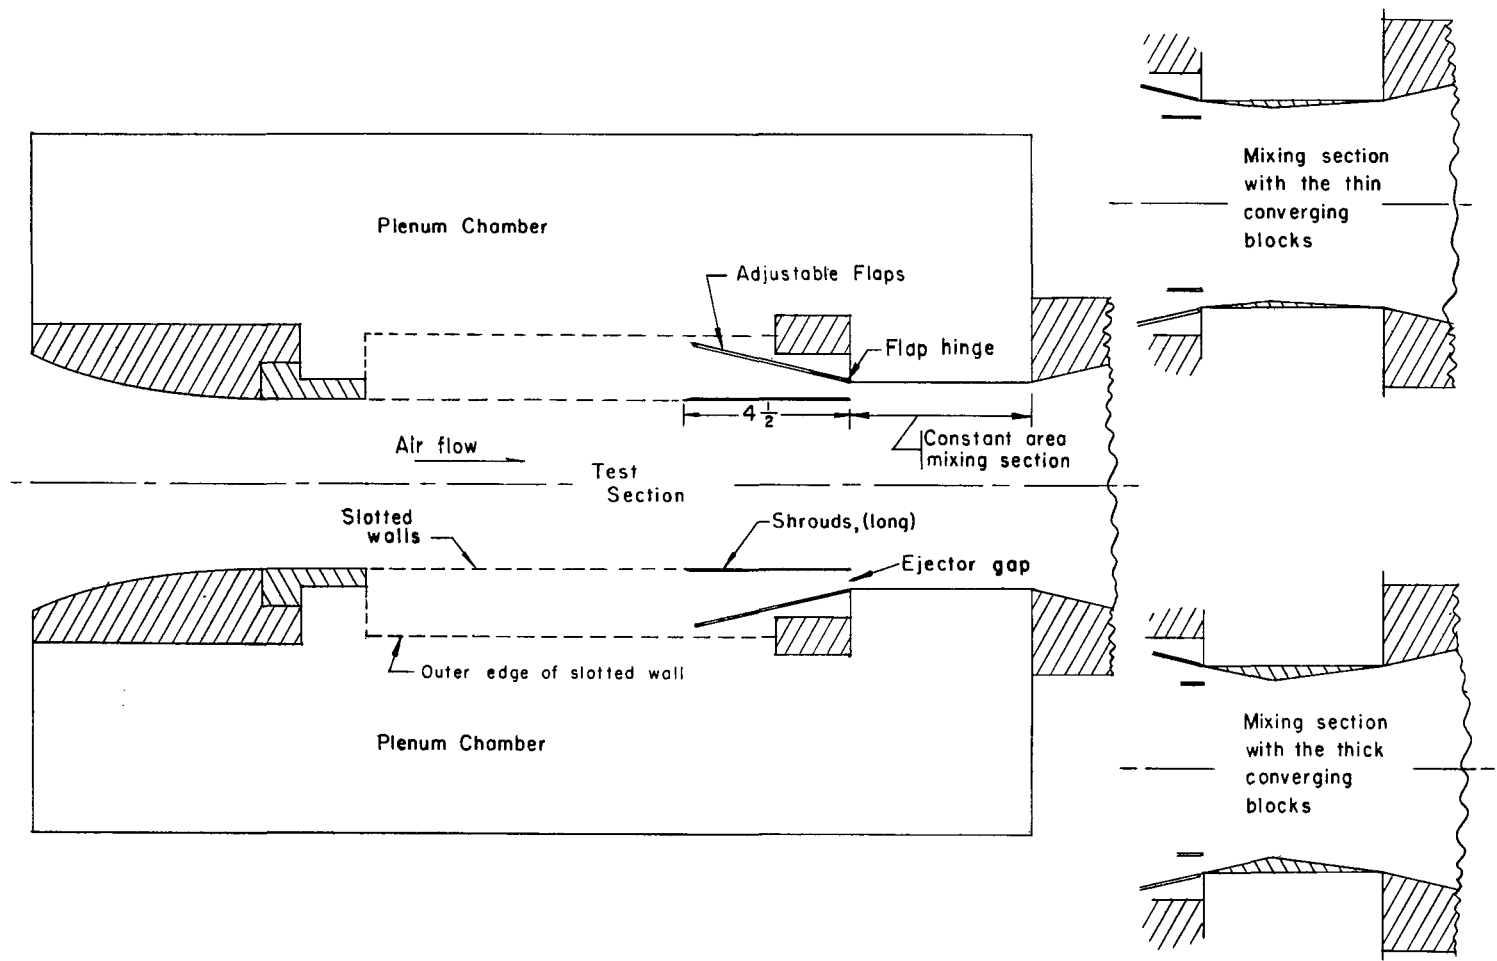 Plenum Chamber
Adjustable Flaps
Flap hinge
4 1/2
Constant area
mixing section
Air flow
Test
Section
Slotted
walls
Shrouds,(long)
Ejector gap
Outer edge of slotted wall
Plenum Chamber
Mixing section
with the thin
converging
blocks
Mixing section
with the thick
converging
blocks